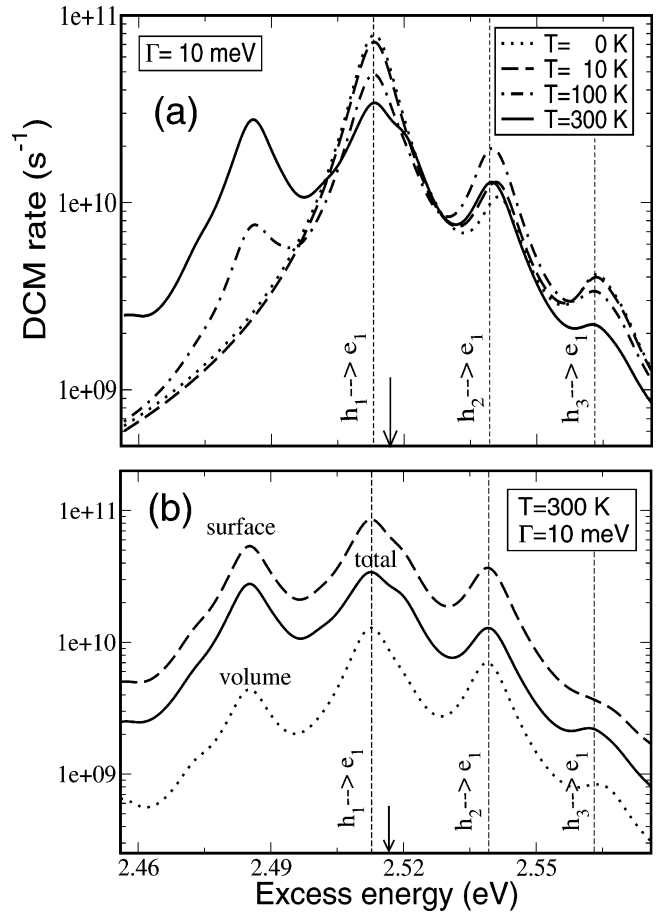 1e+11
Γ= 10 meV
(a)
T= 0 K
T= 10 K
T=100 K
T=300 K
DCM rate (s⁻¹)
1e+10
1e+09
h₁--> e₁
h₂--> e₁
h₃--> e₁
(b)
T=300 K
Γ=10 meV
1e+11
surface
total
1e+10
volume
1e+09
h₁--> e₁
h₂--> e₁
h₃--> e₁
2.46
2.49
2.52
2.55
Excess energy (eV)